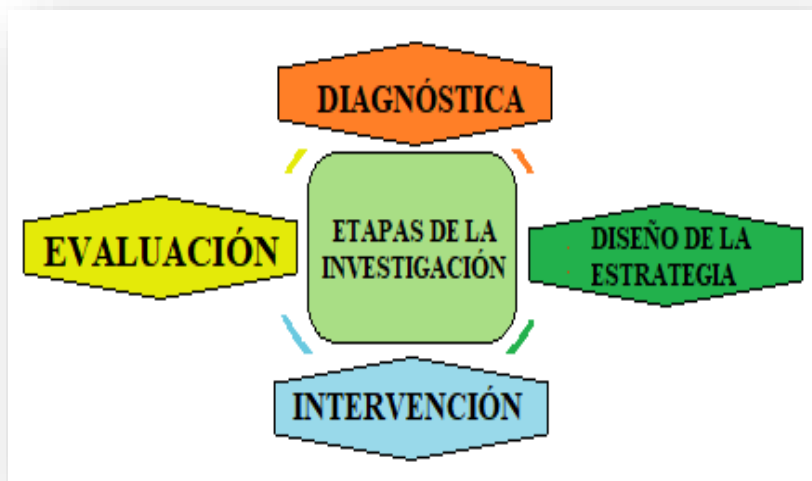 DIAGNÓSTICA
EVALUACIÓN
ETAPAS DE LA
INVESTIGACIÓN
DISEÑO DE LA
ESTRATEGIA
INTERVENCIÓN